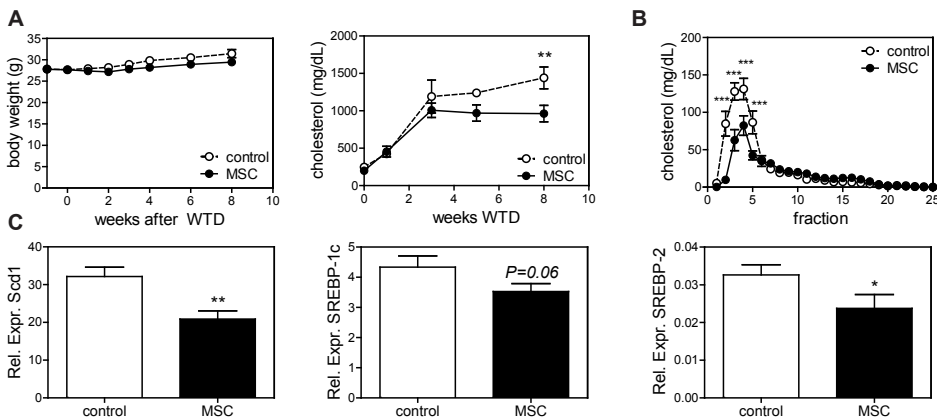 A
body weight (g)
35
30
25
20
15
10
5
0
0 2 4 6 8 10
weeks after WTD
control
MSC
cholesterol (mg/dL)
2000
1500
1000
500
0
0 2 4 6 8 10
weeks WTD
**
control
MSC
B
cholesterol (mg/dL)
200
150
100
50
0
0 5 10 15 20 25
fraction
***
***
***
***
control
MSC
C
Rel. Expr. Scd1
40
30
20
10
0
**
control MSC
Rel. Expr. SREBP-1c
5
4
3
2
1
0
P=0.06
control MSC
Rel. Expr. SREBP-2
0.04
0.03
0.02
0.01
0.00
*
control MSC